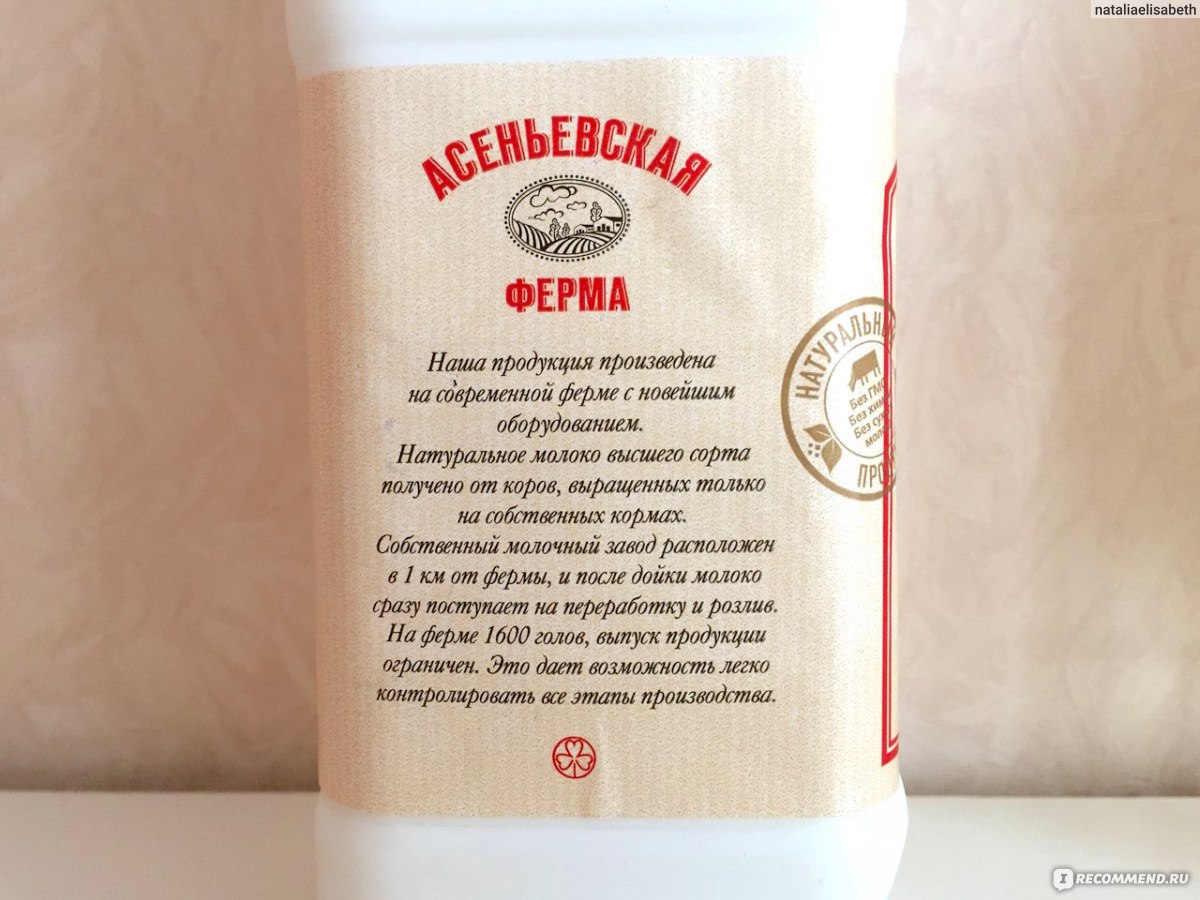 nataliaelisabeth
АСЕНЬЕВСКАЯ
ФЕРМА
Наша продукция произведена
на современной ферме с новейшим
оборудованием.
Натуральное молоко высшего сорта
получено от коров, выращенных только
на собственных кормах.
Собственный молочный завод расположен
в 1 км от фермы, и после дойки молоко
сразу поступает на переработку и розлив.
На ферме 1600 голов, выпуск продукции
ограничен. Это дает возможность легко
контролировать все этапы производства.
Без ГМО
Без
Без
I RECOMMEND.RU